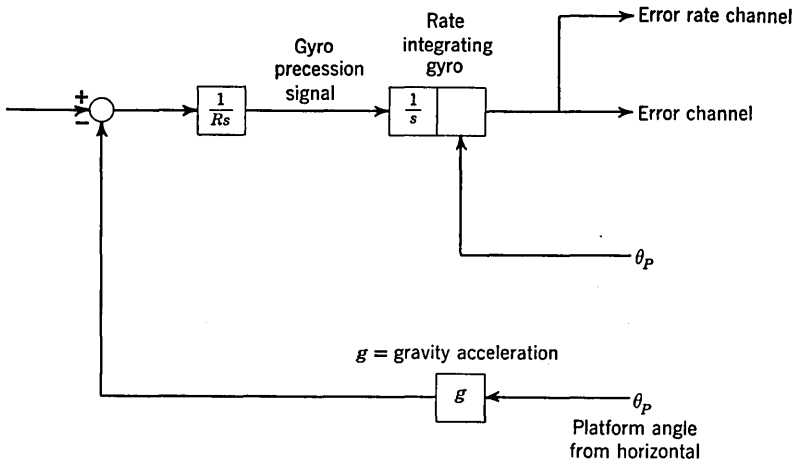 Error rate channel
Rate
integrating
gyro
Gyro
precession
signal
+
−
1
Rs
1
s
Error channel
θP
g = gravity acceleration
g
θP
Platform angle
from horizontal